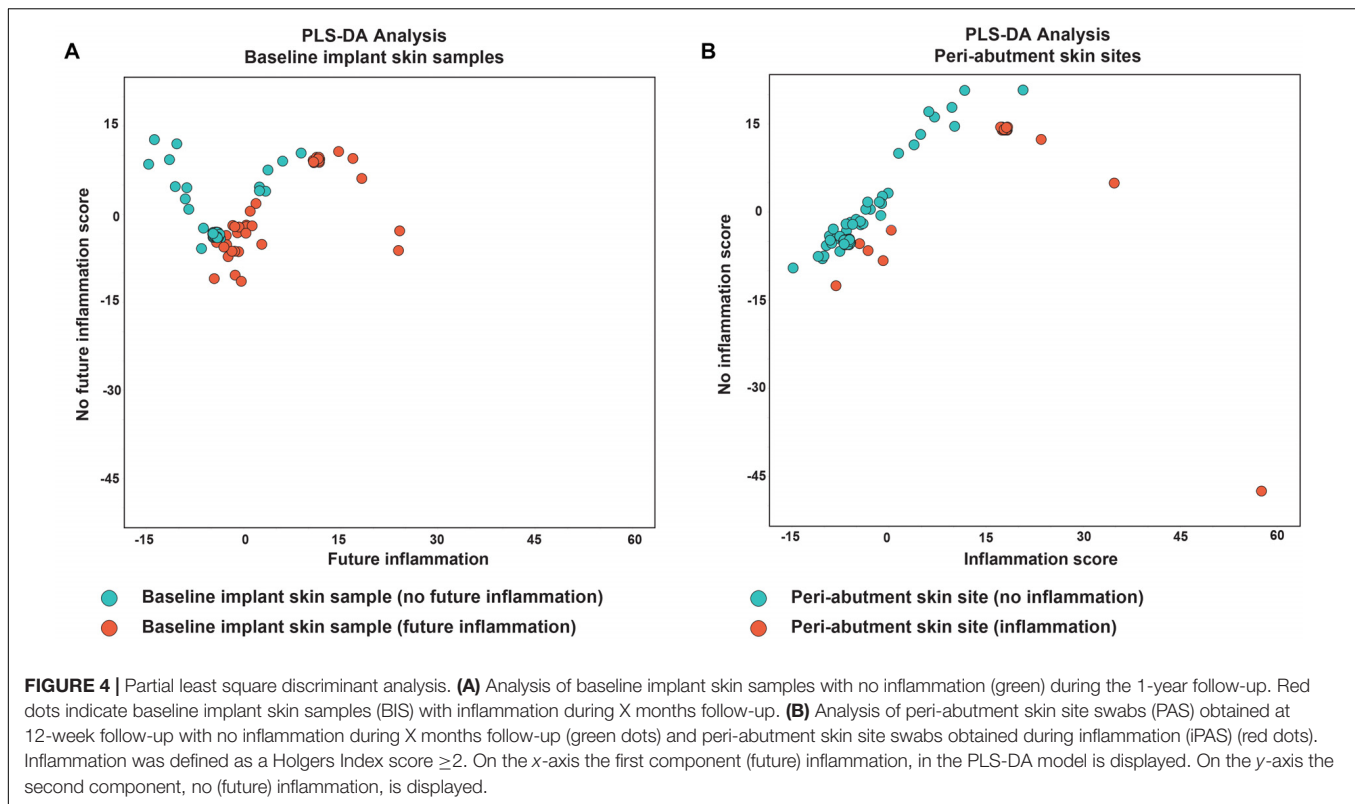 A
PLS-DA Analysis
Baseline implant skin samples
No future inflammation score
15
0
-15
-30
-45
-15 0 15 30 45 60
Future inflammation
Baseline implant skin sample (no future inflammation)
Baseline implant skin sample (future inflammation)
B
PLS-DA Analysis
Peri-abutment skin sites
No inflammation score
15
0
-15
-30
-45
-15 0 15 30 45 60
Inflammation score
Peri-abutment skin site (no inflammation)
Peri-abutment skin site (inflammation)
FIGURE 4 | Partial least square discriminant analysis. (A) Analysis of baseline implant skin samples with no inflammation (green) during the 1-year follow-up. Red
dots indicate baseline implant skin samples (BIS) with inflammation during X months follow-up. (B) Analysis of peri-abutment skin site swabs (PAS) obtained at
12-week follow-up with no inflammation during X months follow-up (green dots) and peri-abutment skin site swabs obtained during inflammation (iPAS) (red dots).
Inflammation was defined as a Holgers Index score ≥2. On the x-axis the first component (future) inflammation, in the PLS-DA model is displayed. On the y-axis the
second component, no (future) inflammation, is displayed.